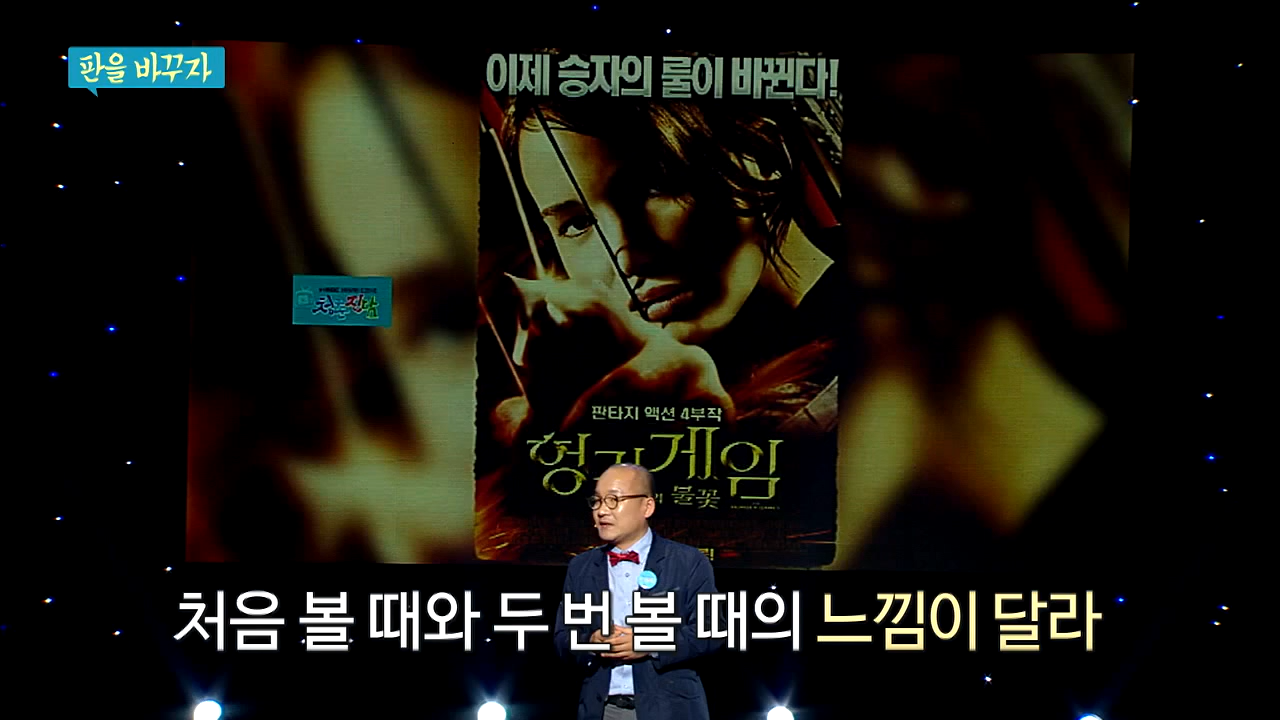 판을 바꾸자
이제 승자의 룰이 바뀐다!
판타지 액션 4부작
헝거게임
불꽃
처음 볼 때와 두 번 볼 때의 느낌이 달라